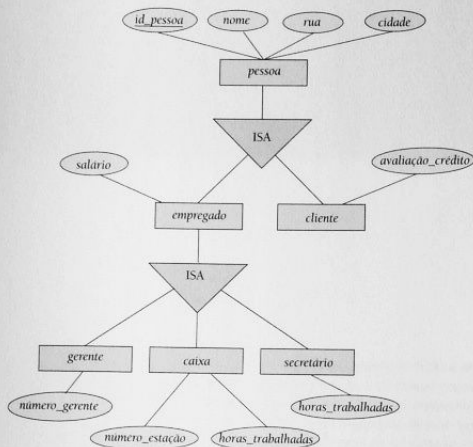 id_pessoa
nome
rua
cidade
pessoa
ISA
salário
avaliação_crédito
empregado
cliente
ISA
gerente
caixa
secretário
número_gerente
horas_trabalhadas
número_estação
horas_trabalhadas